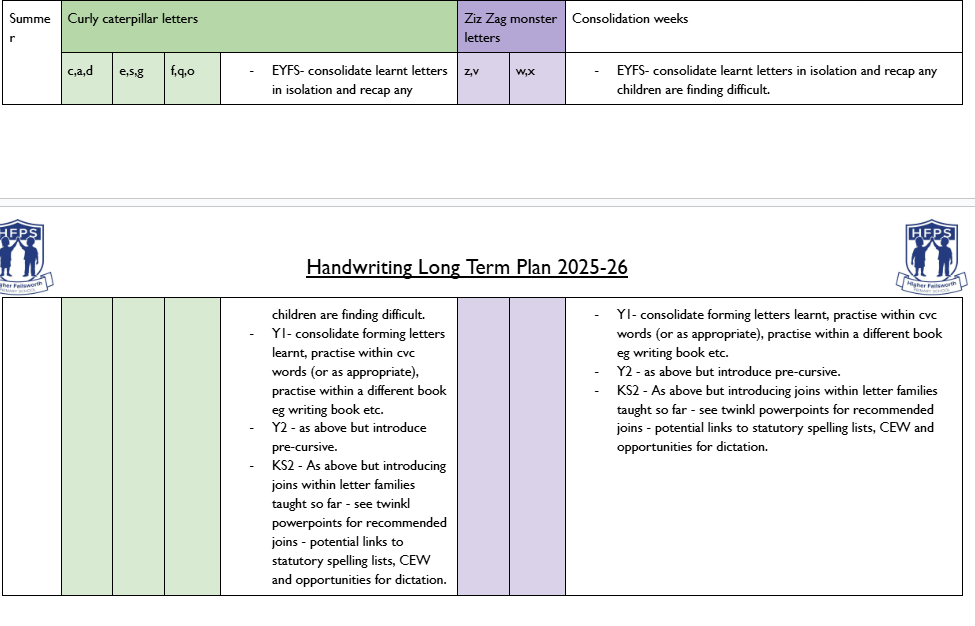 Summe
r
Curly caterpillar letters
Ziz Zag monster
letters
Consolidation weeks
c,a,d
e,s,g
f,q,o
- EYFS- consolidate learnt letters
in isolation and recap any
z,v
w,x
- EYFS- consolidate learnt letters in isolation and recap any
children are finding difficult.
HFPS
Higher Failsworth
PRIMARY SCHOOL
Handwriting Long Term Plan 2025-26
HFPS
Higher Failsworth
PRIMARY SCHOOL
children are finding difficult.
- Y1- consolidate forming letters
learnt, practise within cvc
words (or as appropriate),
practise within a different book
eg writing book etc.
- Y2 - as above but introduce
pre-cursive.
- KS2 - As above but introducing
joins within letter families
taught so far - see twinkl
powerpoints for recommended
joins - potential links to
statutory spelling lists, CEW
and opportunities for dictation.
- Y1- consolidate forming letters learnt, practise within cvc
words (or as appropriate), practise within a different book
eg writing book etc.
- Y2 - as above but introduce pre-cursive.
- KS2 - As above but introducing joins within letter families
taught so far - see twinkl powerpoints for recommended
joins - potential links to statutory spelling lists, CEW and
opportunities for dictation.